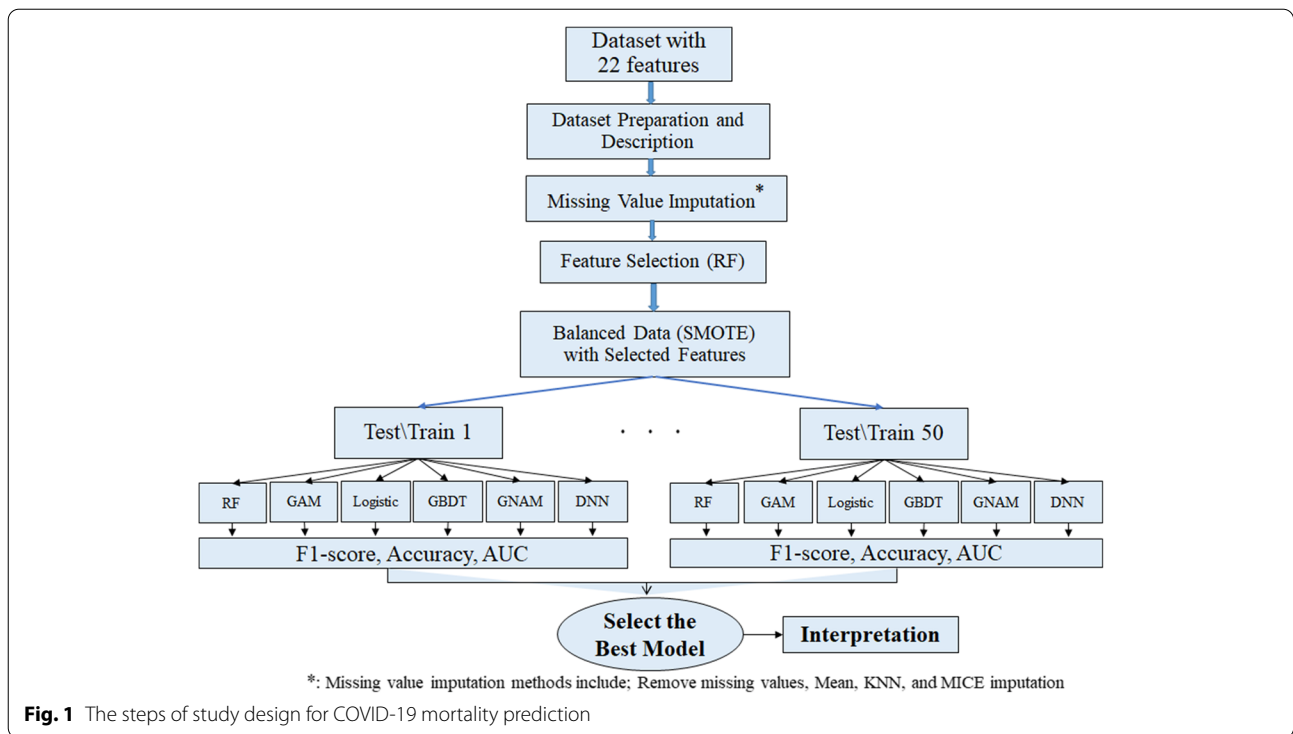 Dataset with
22 features
Dataset Preparation and
Description
Missing Value Imputation*
Feature Selection (RF)
Balanced Data (SMOTE)
with Selected Features
Test\Train 1
. . .
Test\Train 50
RF GAM Logistic GBDT GNAM DNN
RF GAM Logistic GBDT GNAM DNN
F1-score, Accuracy, AUC
F1-score, Accuracy, AUC
Select the
Best Model
Interpretation
*: Missing value imputation methods include; Remove missing values, Mean, KNN, and MICE imputation
Fig. 1 The steps of study design for COVID-19 mortality prediction